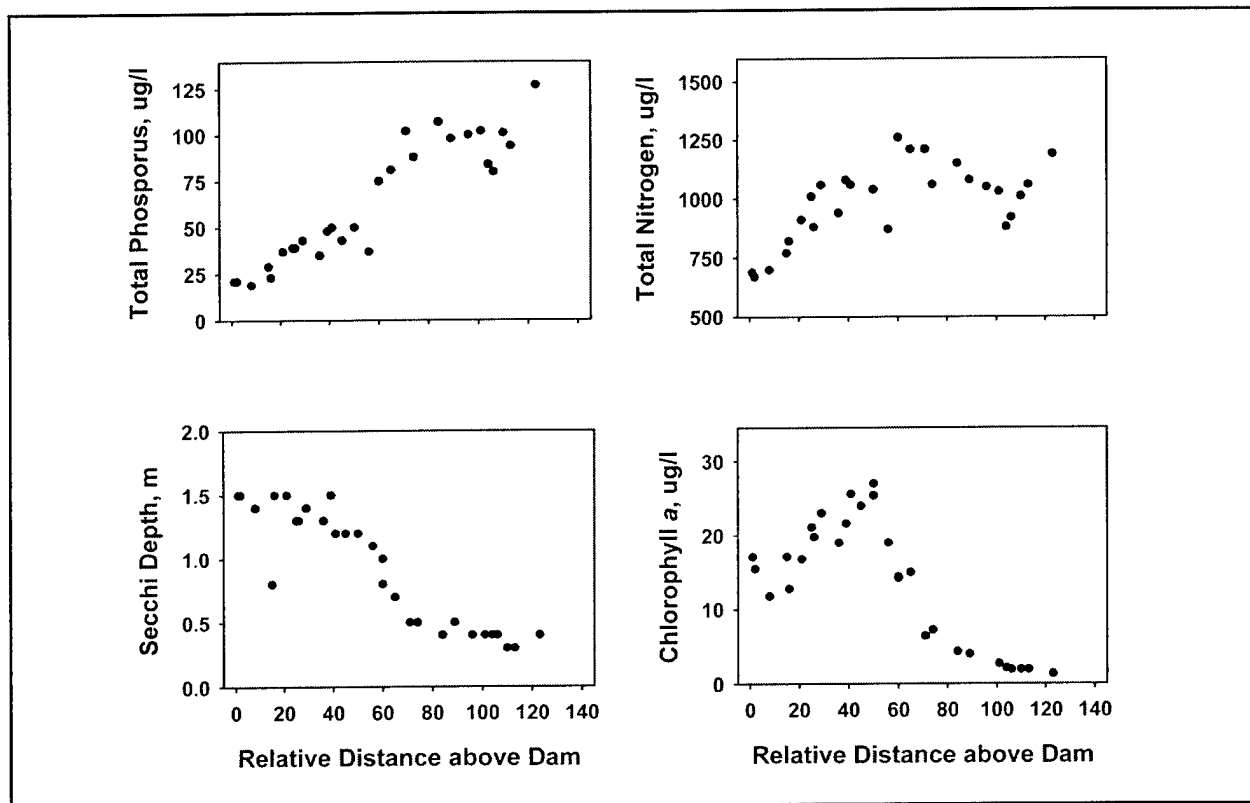 Total Phosporus, ug/l
125
100
75
50
25
0
Total Nitrogen, ug/l
1500
1250
1000
750
500
Secchi Depth, m
2.0
1.5
1.0
0.5
0.0
0 20 40 60 80 100 120 140
Relative Distance above Dam
Chlorophyll a, ug/l
30
20
10
0
0 20 40 60 80 100 120 140
Relative Distance above Dam